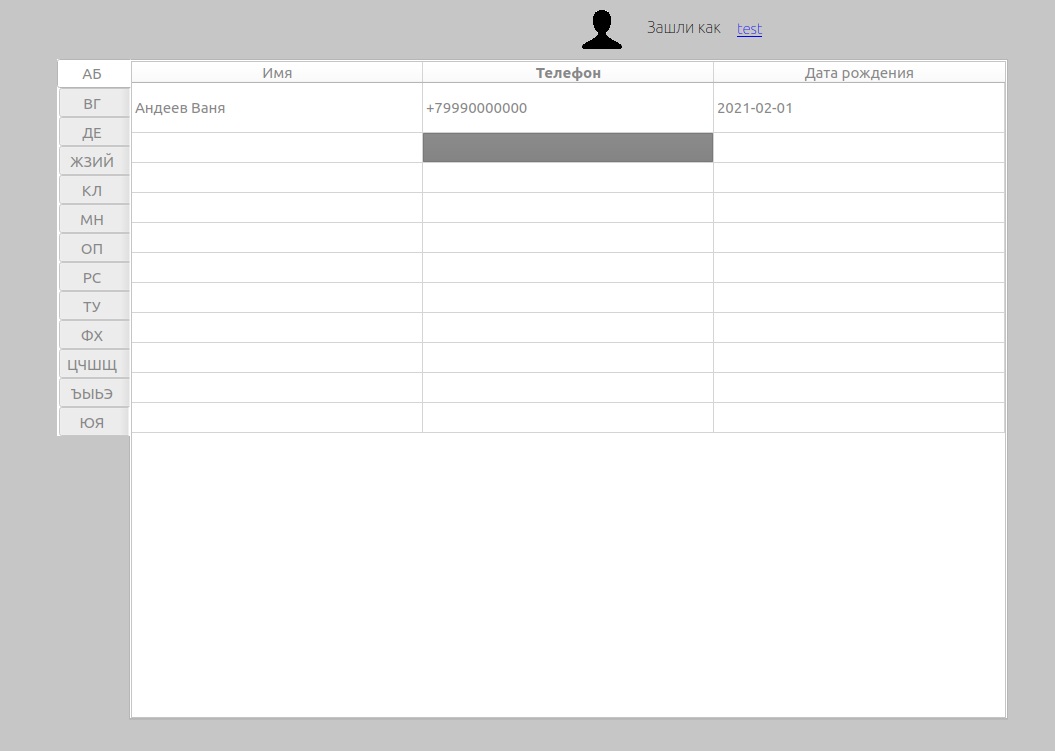 Зашли как test
АБ
Имя Телефон Дата рождения
ВГ
Андеев Ваня +79990000000 2021-02-01
ДЕ
ЖЗИЙ
КЛ
МН
ОП
РС
ТУ
ФХ
ЦЧШЩ
ЪЫЬЭ
ЮЯ